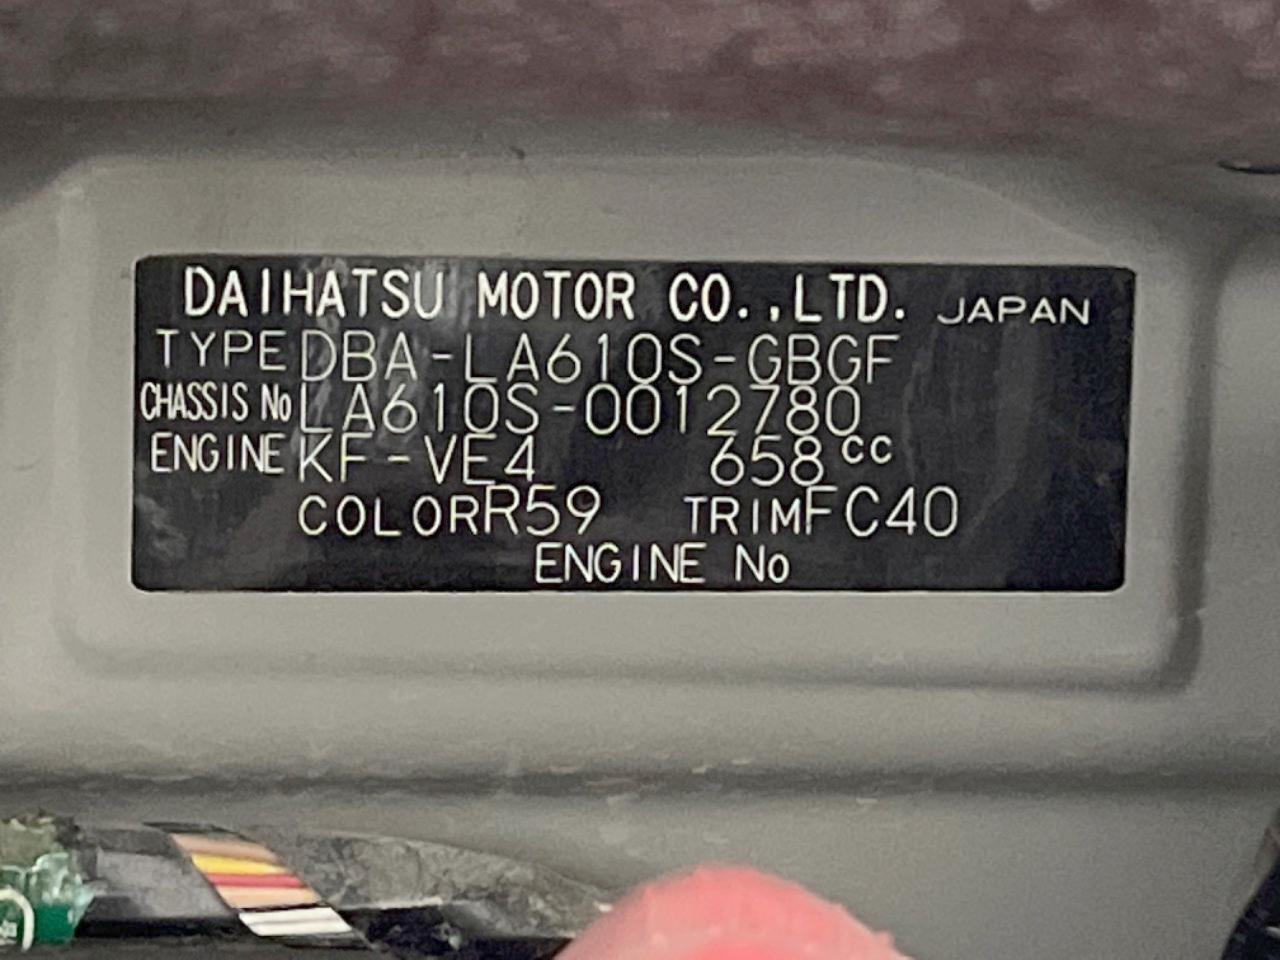 DAIHATSU MOTOR CO.,LTD. JAPAN
TYPE DBA-LA610S-GBGF
CHASSIS No LA610S-0012780
ENGINE KF-VE4 658cc
COLOR R59 TRIM FC40
ENGINE No